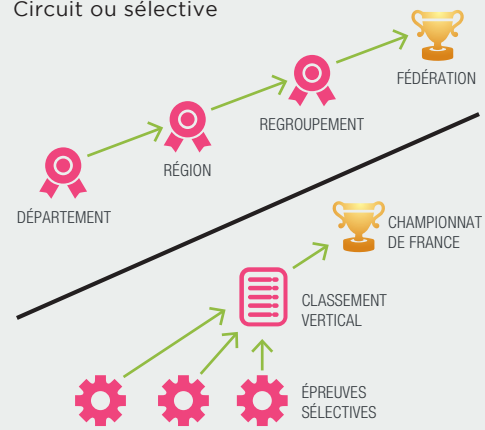 Circuit ou sélective
FÉDÉRATION
REGROUPEMENT
RÉGION
DÉPARTEMENT
CHAMPIONNAT
DE FRANCE
CLASSEMENT
VERTICAL
ÉPREUVES
SÉLECTIVES